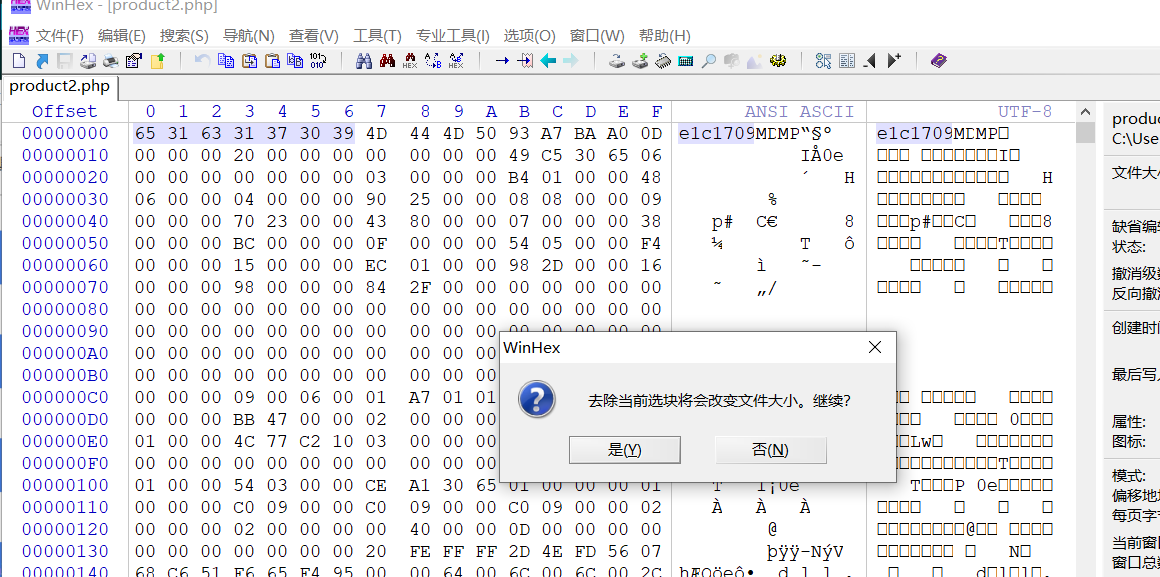 WinHex - [product2.php]
文件(F) 编辑(E) 搜索(S) 导航(N) 查看(V) 工具(T) 专业工具(I) 选项(O) 窗口(W) 帮助(H)
product2.php
Offset 0 1 2 3 4 5 6 7 8 9 A B C D E F ANSI ASCII UTF-8
00000000 65 31 63 31 37 30 39 4D 44 4D 50 93 A7 BA A0 0D e1c1709MDMP“§° e1c1709MDMP
00000010 00 00 00 20 00 00 00 00 00 00 00 49 C5 30 65 06 IÅ0e
00000020 00 00 00 00 00 00 00 03 00 00 00 B4 01 00 00 48 ´ H H
00000030 06 00 00 04 00 00 00 90 25 00 00 08 08 00 00 09 %
00000040 00 00 00 70 23 00 00 43 80 00 00 07 00 00 00 38 p# C€ 8 p# C 8
00000050 00 00 00 BC 00 00 00 0F 00 00 00 54 05 00 00 F4 ¼ T ô T
00000060 00 00 00 15 00 00 00 EC 01 00 00 98 2D 00 00 16 ì ˜-
00000070 00 00 00 98 00 00 00 84 2F 00 00 00 00 00 00 00 ˜ „/
00000080 00 00 00 00 00 00 00 00 00 00 00 00 00 00 00 00
00000090 00 00 00 00 00 00 00 00 00 00 00 00 00 00 00 00
000000A0 00 00 00 00 00 00 00 00 00 00
000000B0 00 00 00 00 00 00 00 00 00 00
000000C0 00 00 00 09 00 06 00 01 A7 01 01
000000D0 00 00 00 BB 47 00 00 02 00 00 00 0
000000E0 01 00 00 4C 77 C2 10 03 00 00 00 Lw
000000F0 00 00 00 00 00 00 00 00 00 00 T
00000100 01 00 00 54 03 00 00 CE A1 30 65 01 00 00 00 01 T P 0e
00000110 00 00 00 C0 09 00 00 C0 09 00 00 C0 09 00 00 02 À À À
00000120 00 00 00 02 00 00 00 00 40 00 00 0D 00 00 00 00 @ @
00000130 00 00 00 00 00 00 00 20 FE FF FF 2D 4E FD 56 07 þÿÿ-NýV N
00000140 68 C6 51 F6 65 F4 95 00 00 64 00 6C 00 6C 00 2C
WinHex
去除当前选块将会改变文件大小。继续?
是(Y) 否(N)
produc
C:\Use
文件大
缺省编辑
状态:
撤消级数
反向撤消
创建时间
最后写入
属性:
图标:
模式:
偏移地址
每页字节
当前窗口
窗口总数